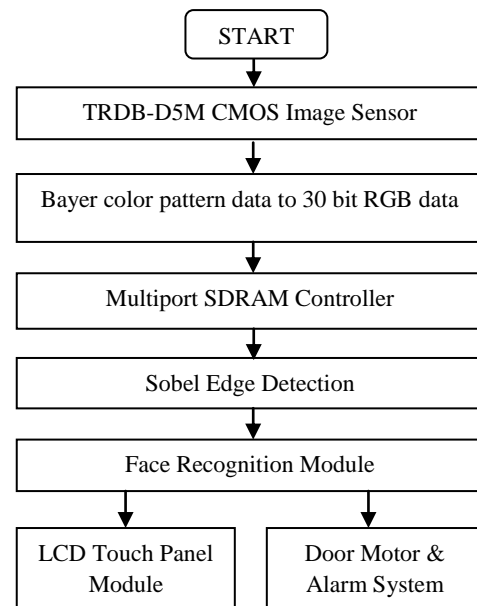 START
TRDB-D5M CMOS Image Sensor
Bayer color pattern data to 30 bit RGB data
Multiport SDRAM Controller
Sobel Edge Detection
Face Recognition Module
LCD Touch Panel
Module
Door Motor &
Alarm System